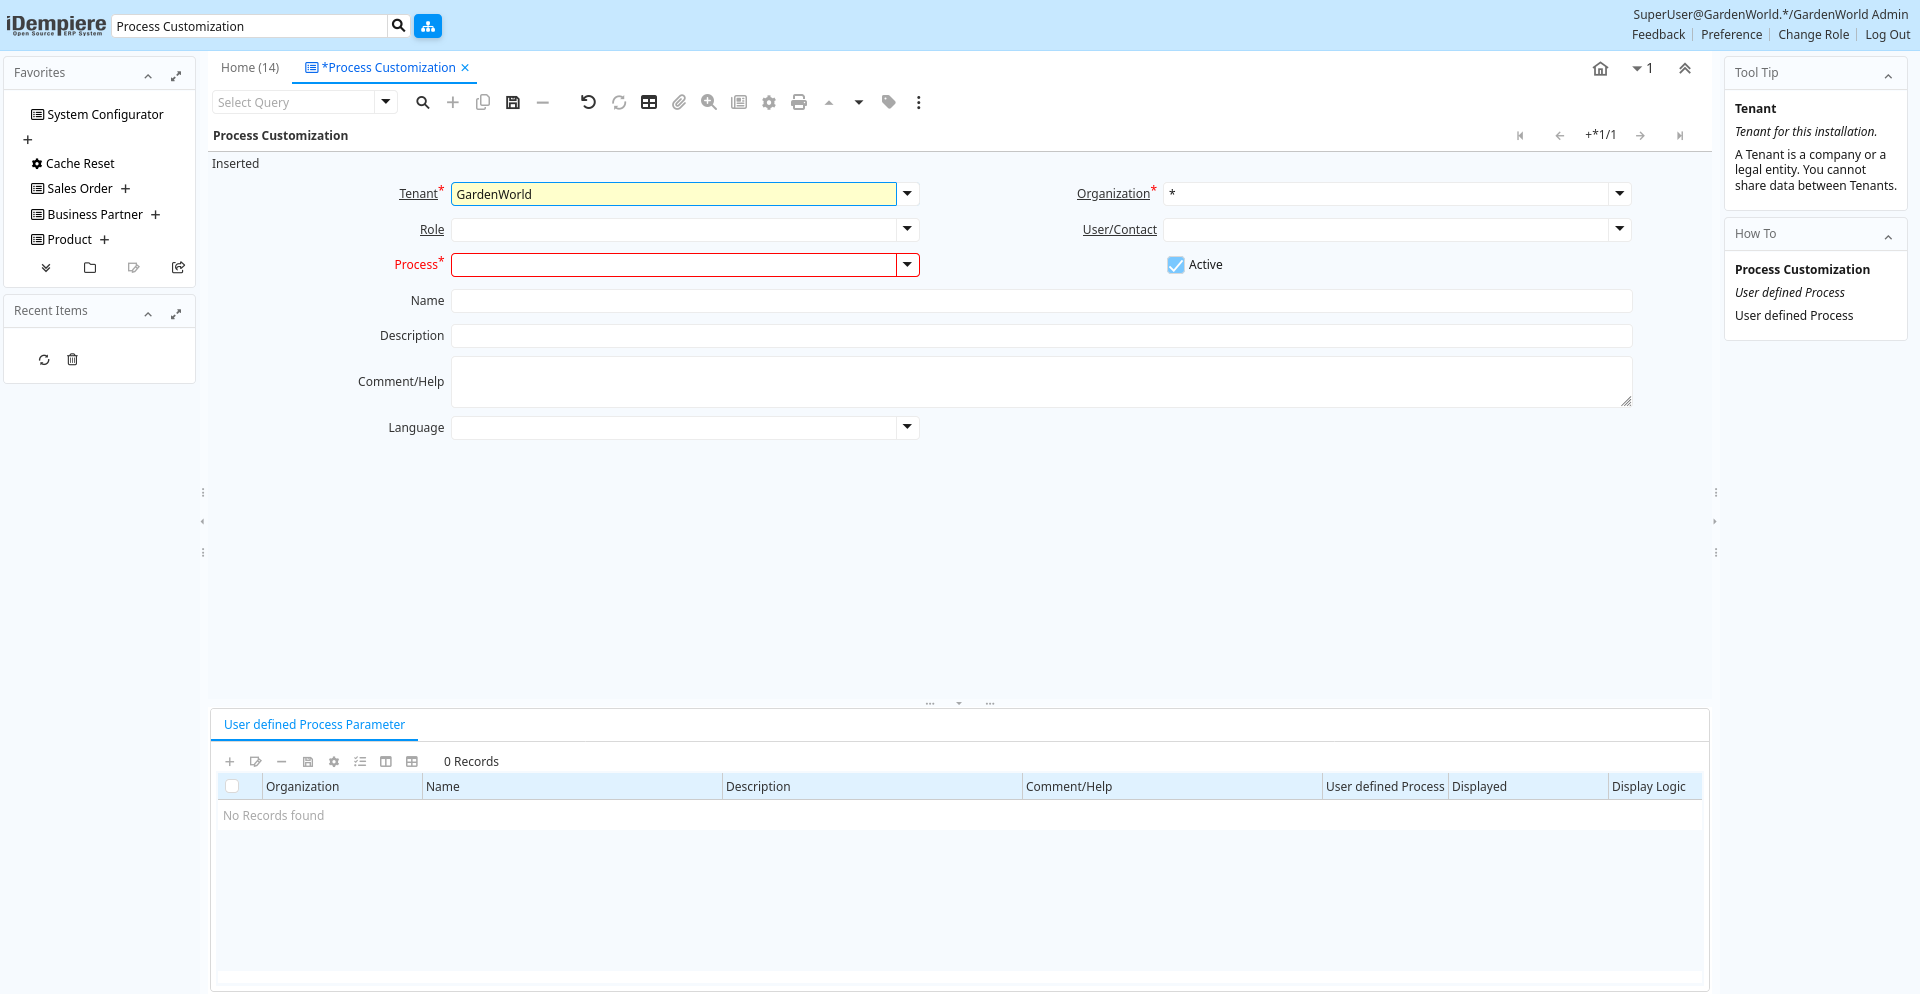 iDempiere
Open Source ERP System
Process Customization
SuperUser@GardenWorld.*/GardenWorld Admin
Feedback
Preference
Change Role
Log Out
Favorites
System Configurator
Cache Reset
Sales Order
Business Partner
Product
Recent Items
Home (14)
*Process Customization
1
Select Query
Process Customization
+*1/1
Inserted
Tenant*
GardenWorld
Organization*
*
Role
User/Contact
Process*
Active
Name
Description
Comment/Help
Language
User defined Process Parameter
0 Records
Organization
Name
Description
Comment/Help
User defined Process
Displayed
Display Logic
No Records found
Tool Tip
Tenant
Tenant for this installation.
A Tenant is a company or a
legal entity. You cannot
share data between Tenants.
How To
Process Customization
User defined Process
User defined Process